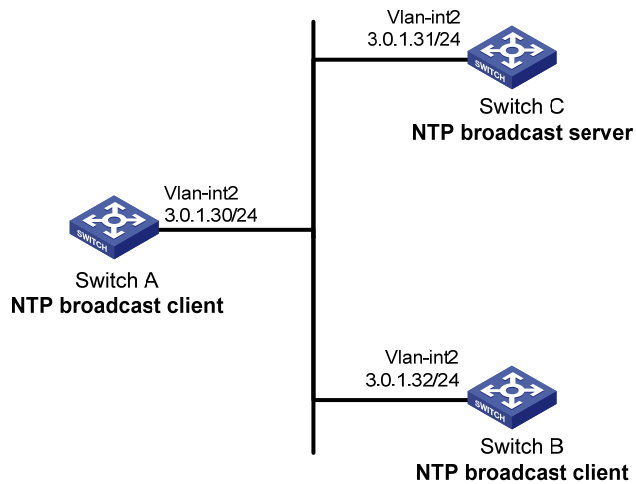 Vlan-int2
3.0.1.31/24
SWITCH
Switch C
NTP broadcast server
Vlan-int2
3.0.1.30/24
SWITCH
Switch A
NTP broadcast client
Vlan-int2
3.0.1.32/24
SWITCH
Switch B
NTP broadcast client